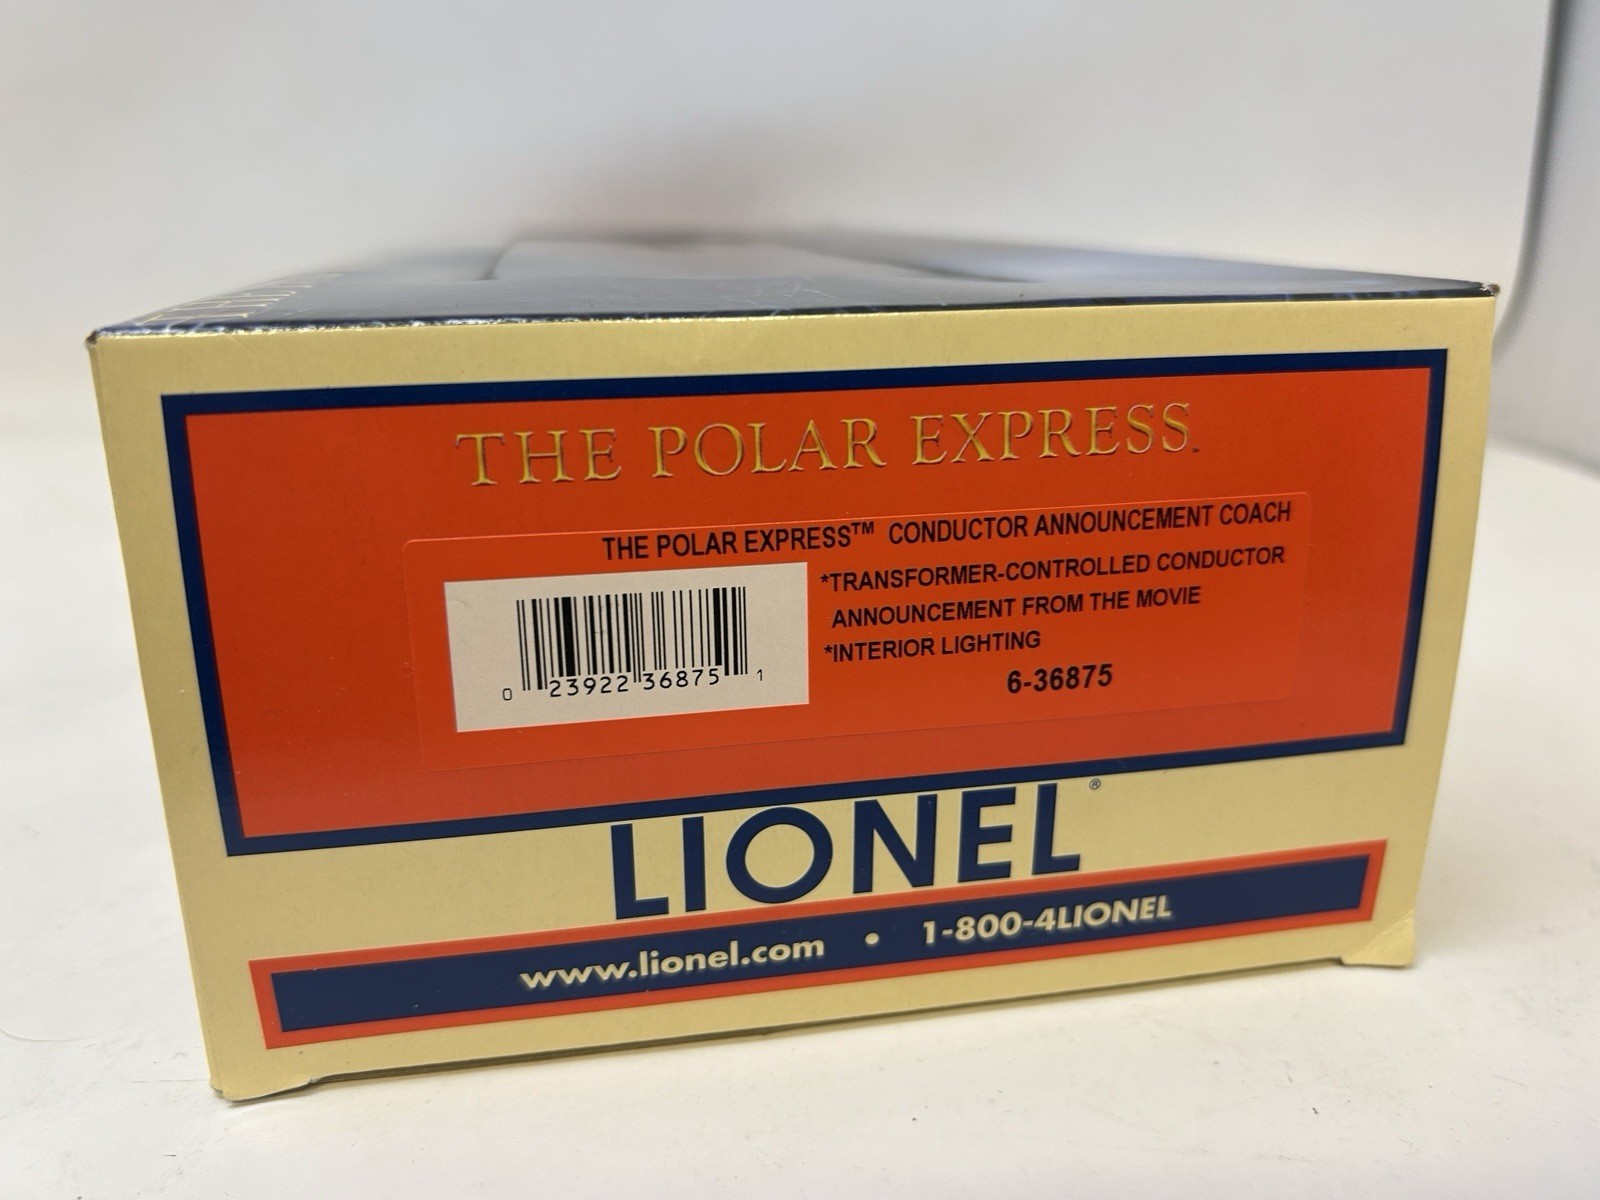 THE POLAR EXPRESS
THE POLAR EXPRESS™ CONDUCTOR ANNOUNCEMENT COACH
*TRANSFORMER-CONTROLLED CONDUCTOR
ANNOUNCEMENT FROM THE MOVIE
*INTERIOR LIGHTING
6-36875
0 23922 36875 1
LIONEL®
www.lionel.com • 1-800-4LIONEL